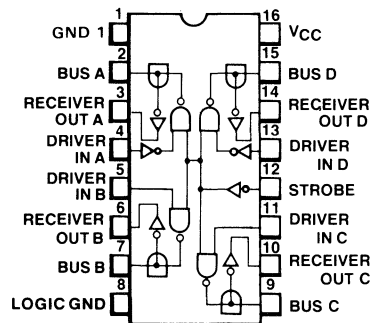 1 16
GND 1 VCC
2 15
BUS A BUS D
3 14
RECEIVER OUT A RECEIVER OUT D
4 13
DRIVER IN A DRIVER IN D
5 12
DRIVER IN B STROBE
6 11
RECEIVER OUT B DRIVER IN C
7 10
BUS B RECEIVER OUT C
8 9
LOGIC GND BUS C